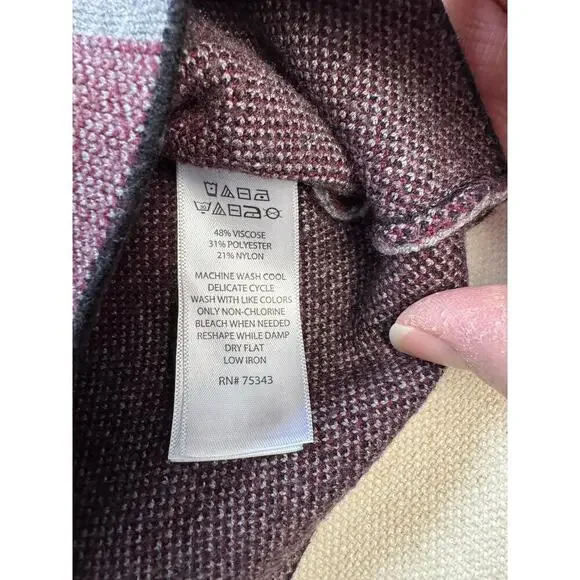 48% VISCOSE
31% POLYESTER
21% NYLON
MACHINE WASH COOL
DELICATE CYCLE
WASH WITH LIKE COLORS
ONLY NON-CHLORINE
BLEACH WHEN NEEDED
RESHAPE WHILE DAMP
DRY FLAT
LOW IRON
RN# 75343